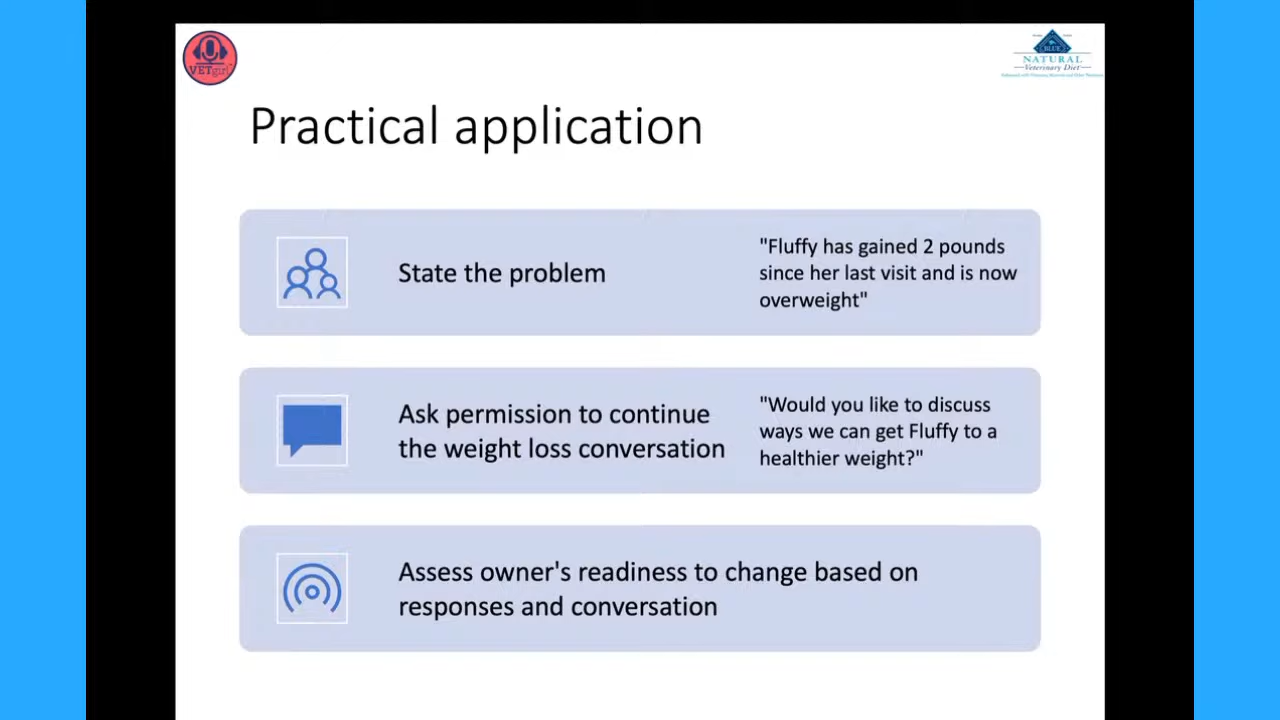 VETgirl
BLUE
NATURAL
Veterinary Diet
Practical application
State the problem
"Fluffy has gained 2 pounds
since her last visit and is now
overweight"
Ask permission to continue
the weight loss conversation
"Would you like to discuss
ways we can get Fluffy to a
healthier weight?"
Assess owner's readiness to change based on
responses and conversation